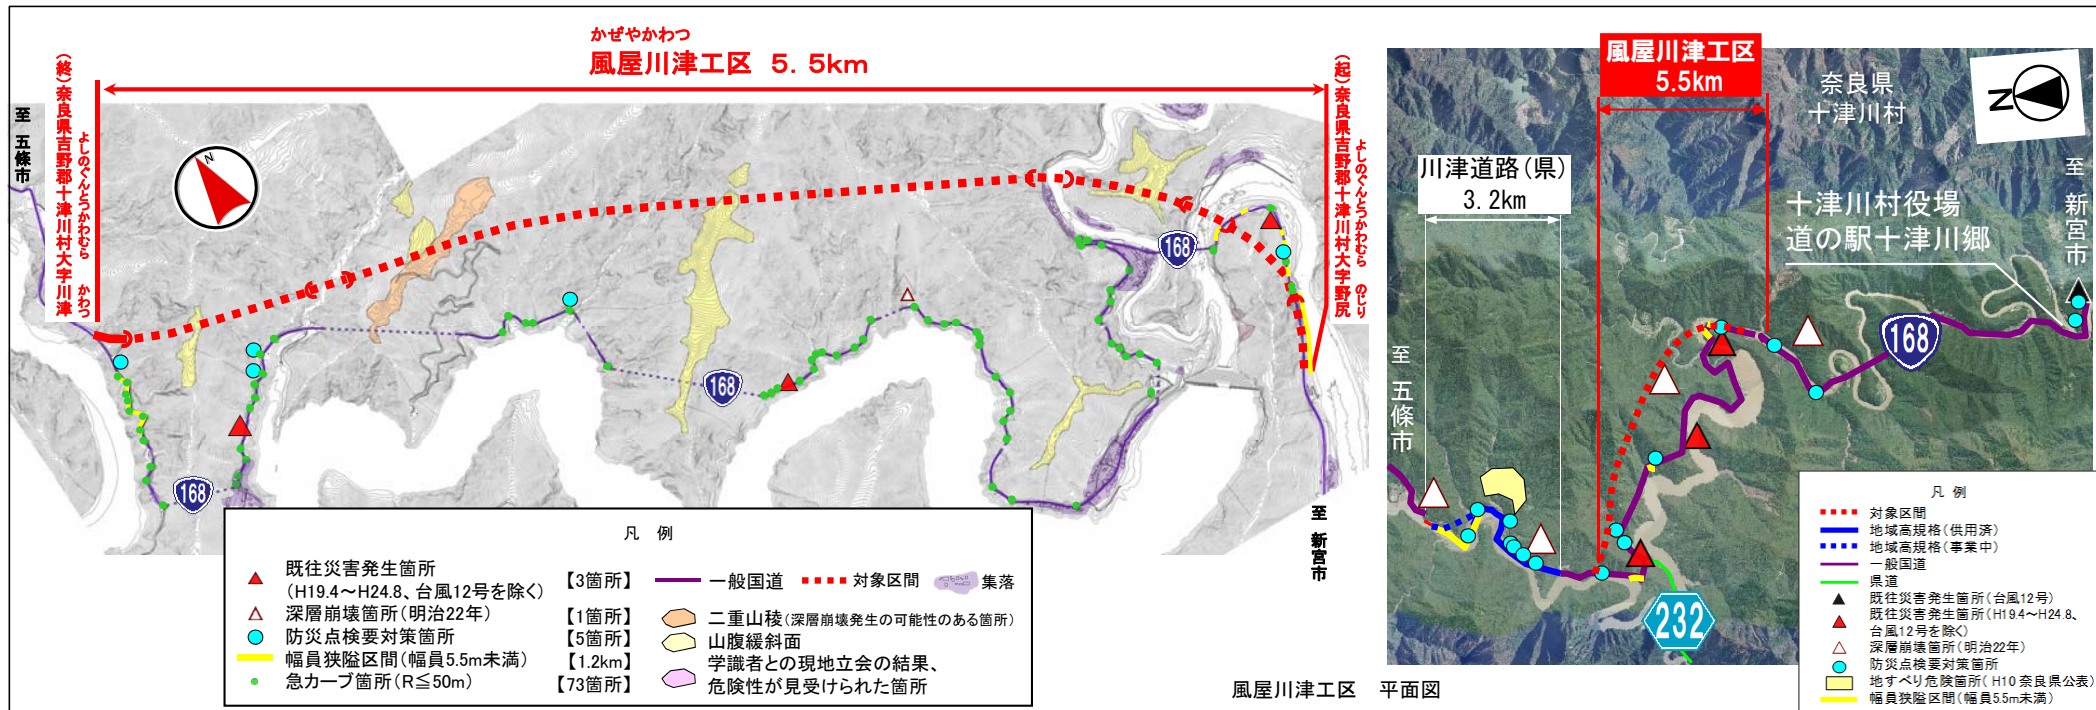 かぜやかわつ
風屋川津工区 5.5km
至 五條市
(終)奈良県吉野郡十津川村大字川津
よしのぐんとつかわむら かわつ
N
(起)奈良県吉野郡十津川村大字野尻
よしのぐんとつかわむら のじり
168
168
168
至 新宮市
凡 例
既往災害発生箇所
(H19.4~H24.8、台風12号を除く)
【3箇所】
深層崩壊箇所(明治22年)
【1箇所】
防災点検要対策箇所
【5箇所】
幅員狭隘区間(幅員5.5m未満)
【1.2km】
急カーブ箇所(R≦50m)
【73箇所】
一般国道
対象区間
集落
二重山稜(深層崩壊発生の可能性のある箇所)
山腹緩斜面
学識者との現地立会の結果、
危険性が見受けられた箇所
風屋川津工区 平面図
風屋川津工区
5.5km
奈良県
十津川村
N
川津道路(県)
3.2km
十津川村役場
道の駅十津川郷
至 新宮市
至 五條市
168
232
凡 例
対象区間
地域高規格(供用済)
地域高規格(事業中)
一般国道
県道
既往災害発生箇所(台風12号)
既往災害発生箇所(H19.4~H24.8、
台風12号を除く)
深層崩壊箇所(明治22年)
防災点検要対策箇所
地すべり危険箇所(H10奈良県公表)
幅員狭隘区間(幅員5.5m未満)